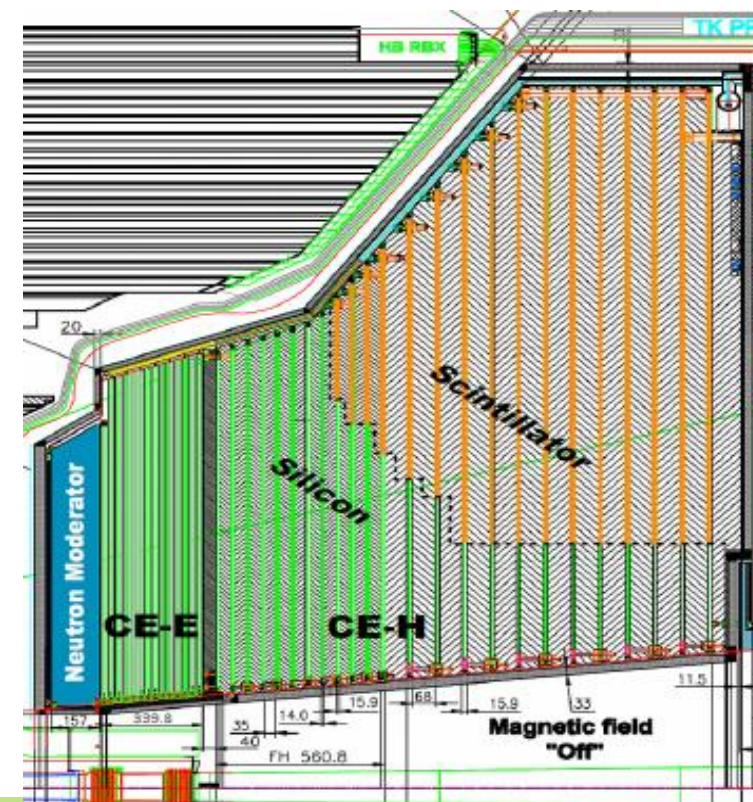 HB RBX
TK PR
20
Scintillator
Silicon
Neutron Moderator
CE-E
CE-H
157
339.8
40
35
14.0
15.9
68
15.9
33
11.5
FH 560.8
Magnetic field
"Off"